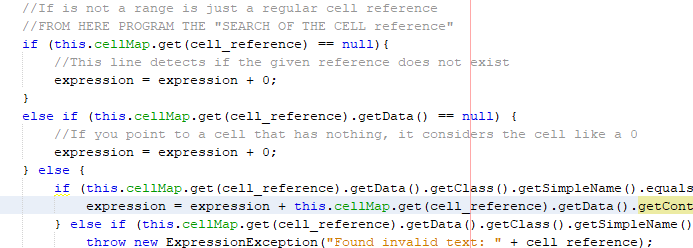 //If is not a range is just a regular cell reference
//FROM HERE PROGRAM THE "SEARCH OF THE CELL reference"
if (this.cellMap.get(cell_reference) == null){
//This line detects if the given reference does not exist
expression = expression + 0;
}
else if (this.cellMap.get(cell_reference).getData() == null) {
//If you point to a cell that has nothing, it considers the cell like a 0
expression = expression + 0;
} else {
if (this.cellMap.get(cell_reference).getData().getClass().getSimpleName().equals
expression = expression + this.cellMap.get(cell_reference).getData().getCont
} else if (this.cellMap.get(cell_reference).getData().getClass().getSimpleName()
throw new ExpressionException("Found invalid text: " + cell_reference);